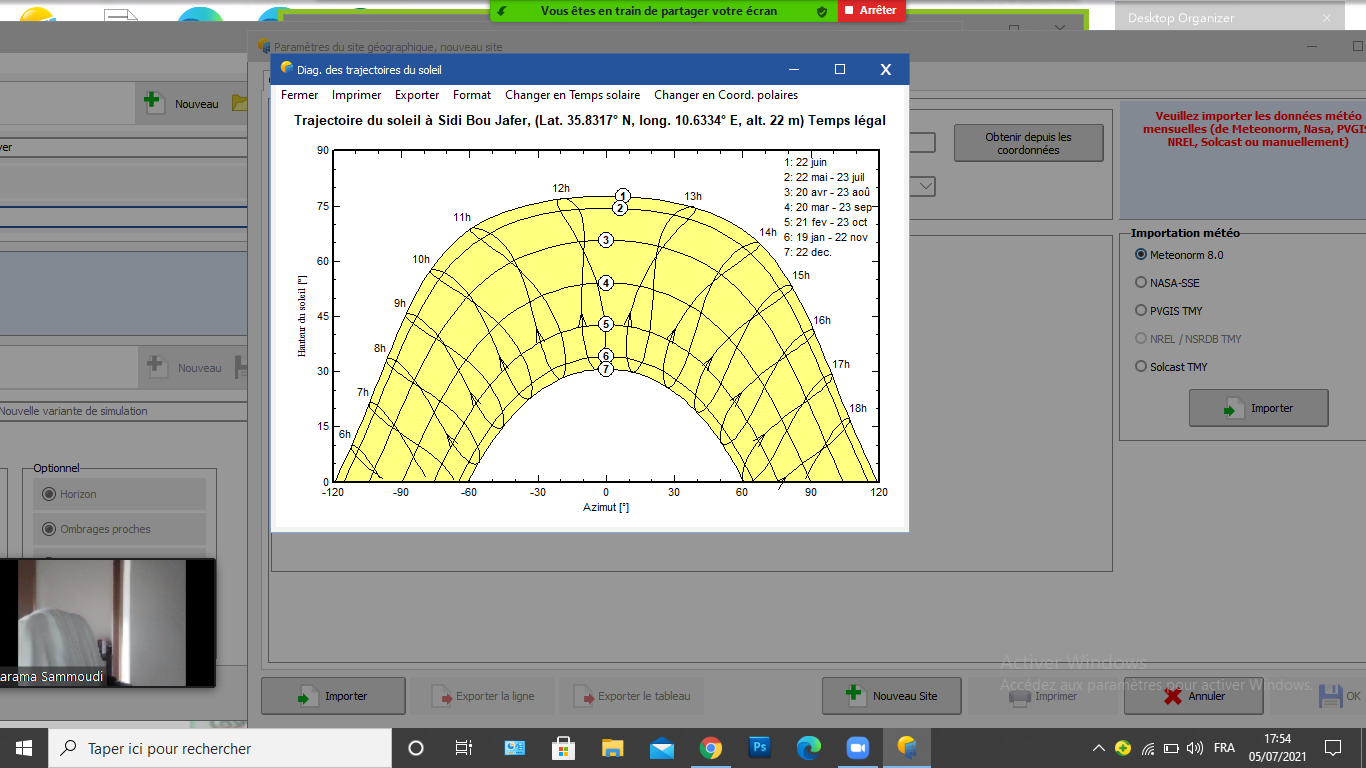 Vous êtes en train de partager votre écran
Arrêter
Desktop Organizer
Paramètres du site géographique, nouveau site
Diag. des trajectoires du soleil
Fermer Imprimer Exporter Format Changer en Temps solaire Changer en Coord. polaires
Trajectoire du soleil à Sidi Bou Jafer, (Lat. 35.8317° N, long. 10.6334° E, alt. 22 m) Temps légal
90
75
60
45
30
15
0
Hauteur du soleil [°]
-120 -90 -60 -30 0 30 60 90 120
Azimut [°]
6h
7h
8h
9h
10h
11h
12h
13h
14h
15h
16h
17h
18h
1
2
3
4
5
6
7
1: 22 juin
2: 22 mai - 23 juil
3: 20 avr - 23 aoû
4: 20 mar - 23 sep
5: 21 fev - 23 oct
6: 19 jan - 22 nov
7: 22 dec.
Nouveau
ver
Nouveau
Nouvelle variante de simulation
Optionnel
Horizon
Ombrages proches
arama Sammoudi
Obtenir depuis les
coordonnées
Veuillez importer les données météo
mensuelles (de Meteonorm, Nasa, PVGIS
NREL, Solcast ou manuellement)
Importation météo
Meteonorm 8.0
NASA-SSE
PVGIS TMY
NREL / NSRDB TMY
Solcast TMY
Importer
Activer Windows
Accédez aux paramètres pour activer Windows.
Importer
Exporter la ligne
Exporter le tableau
Nouveau Site
Imprimer
Annuler
OK
Taper ici pour rechercher
Ps
FRA
17:54
05/07/2021